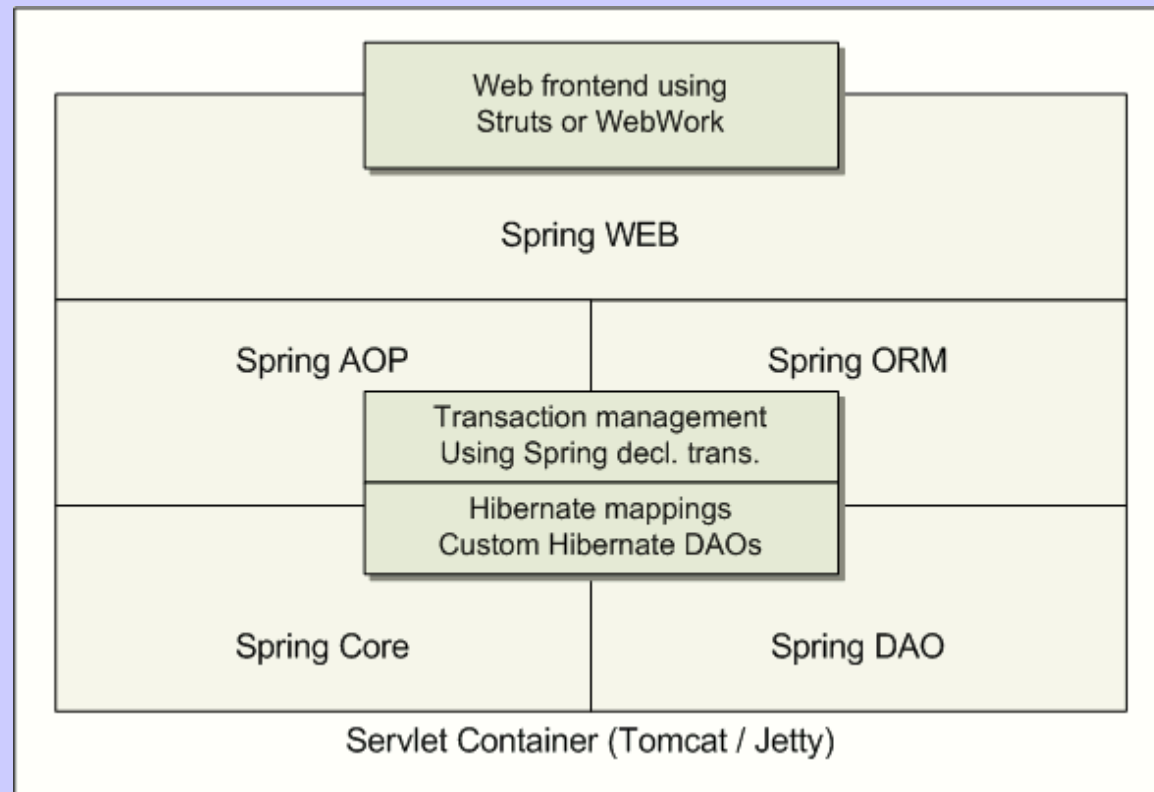 Web frontend using
Struts or WebWork
Spring WEB
Spring AOP
Spring ORM
Transaction management
Using Spring decl. trans.
Hibernate mappings
Custom Hibernate DAOs
Spring Core
Spring DAO
Servlet Container (Tomcat / Jetty)